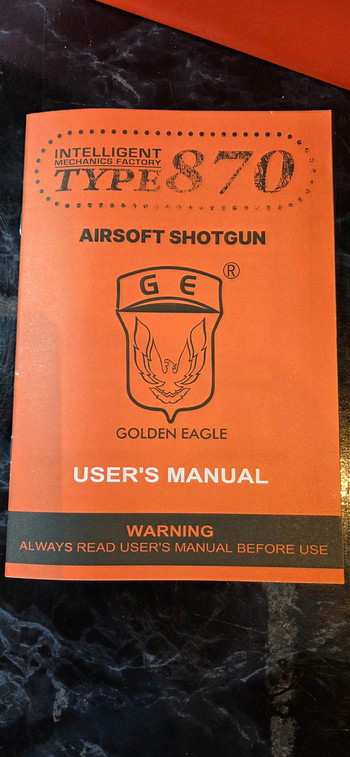 INTELLIGENT
MECHANICS FACTORY
TYPE 870
AIRSOFT SHOTGUN
G E ®
GOLDEN EAGLE
USER'S MANUAL
WARNING
ALWAYS READ USER'S MANUAL BEFORE USE